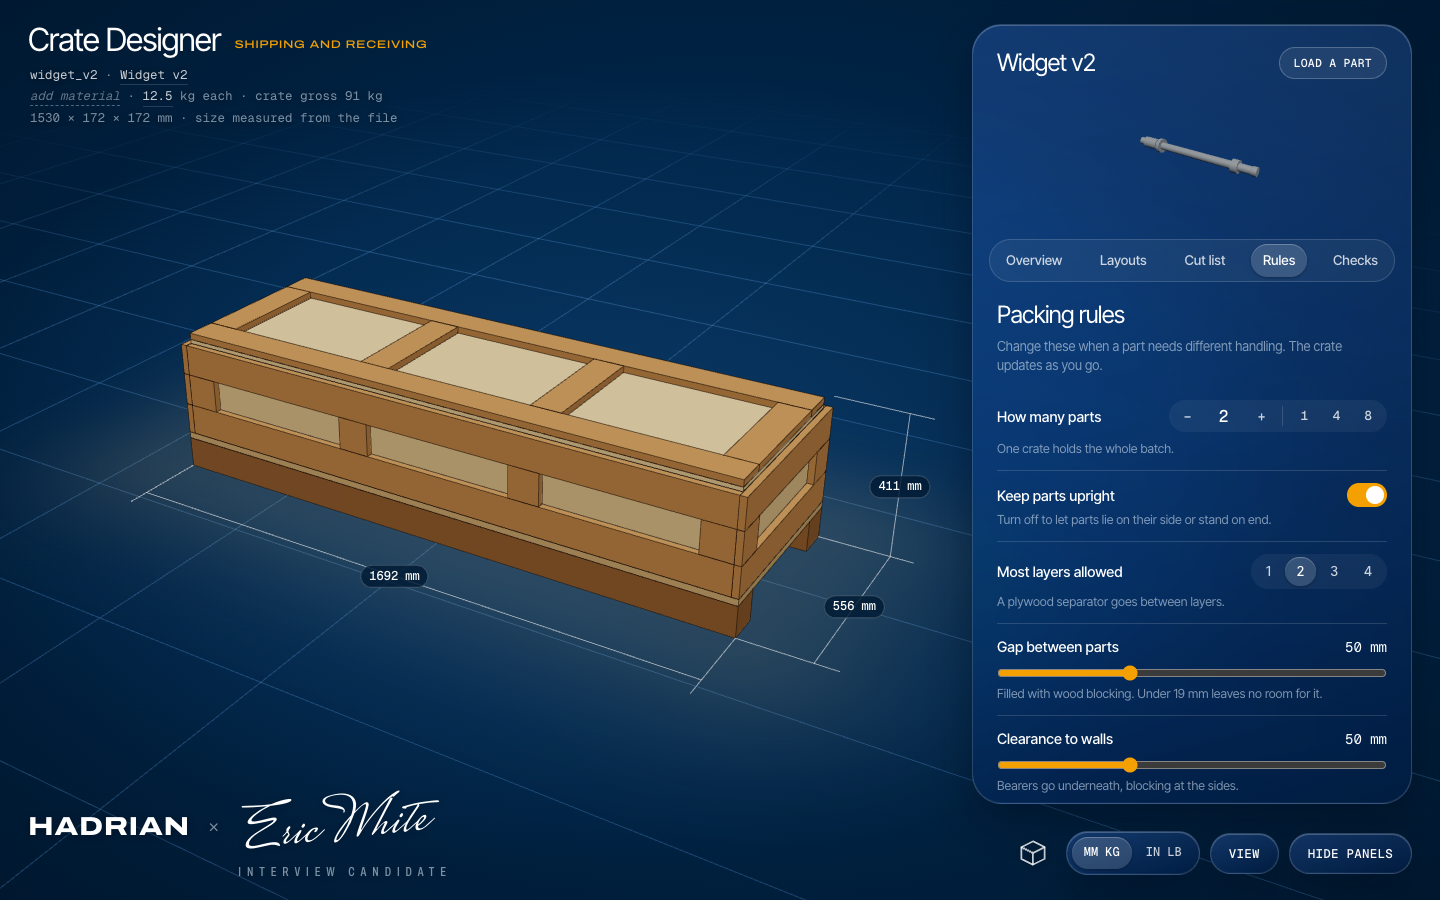 Crate Designer SHIPPING AND RECEIVING
widget_v2 · Widget v2
add material · 12.5 kg each · crate gross 91 kg
1530 × 172 × 172 mm · size measured from the file
411 mm
1692 mm
556 mm
HADRIAN × Eric White
INTERVIEW CANDIDATE
Widget v2 LOAD A PART
Overview Layouts Cut list Rules Checks
Packing rules
Change these when a part needs different handling. The crate
updates as you go.
How many parts − 2 + 1 4 8
One crate holds the whole batch.
Keep parts upright
Turn off to let parts lie on their side or stand on end.
Most layers allowed 1 2 3 4
A plywood separator goes between layers.
Gap between parts 50 mm
Filled with wood blocking. Under 19 mm leaves no room for it.
Clearance to walls 50 mm
Bearers go underneath, blocking at the sides.
MM KG IN LB VIEW HIDE PANELS